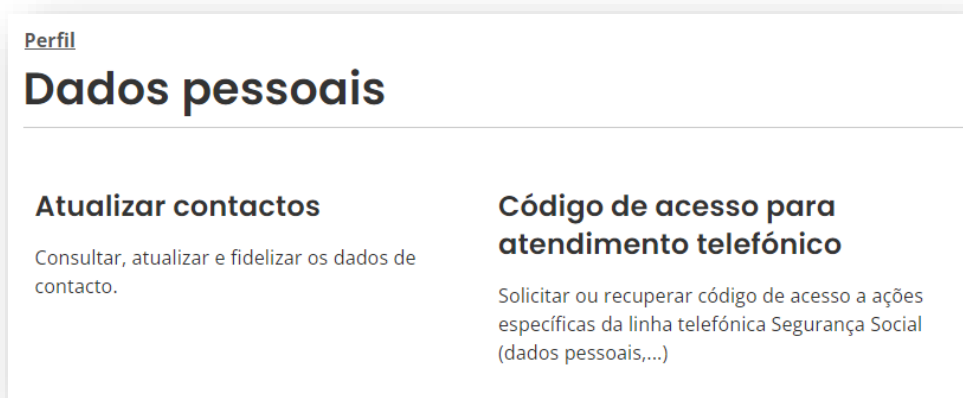 Perfil
Dados pessoais
Atualizar contactos
Consultar, atualizar e fidelizar os dados de
contacto.
Código de acesso para
atendimento telefónico
Solicitar ou recuperar código de acesso a ações
específicas da linha telefónica Segurança Social
(dados pessoais,...)